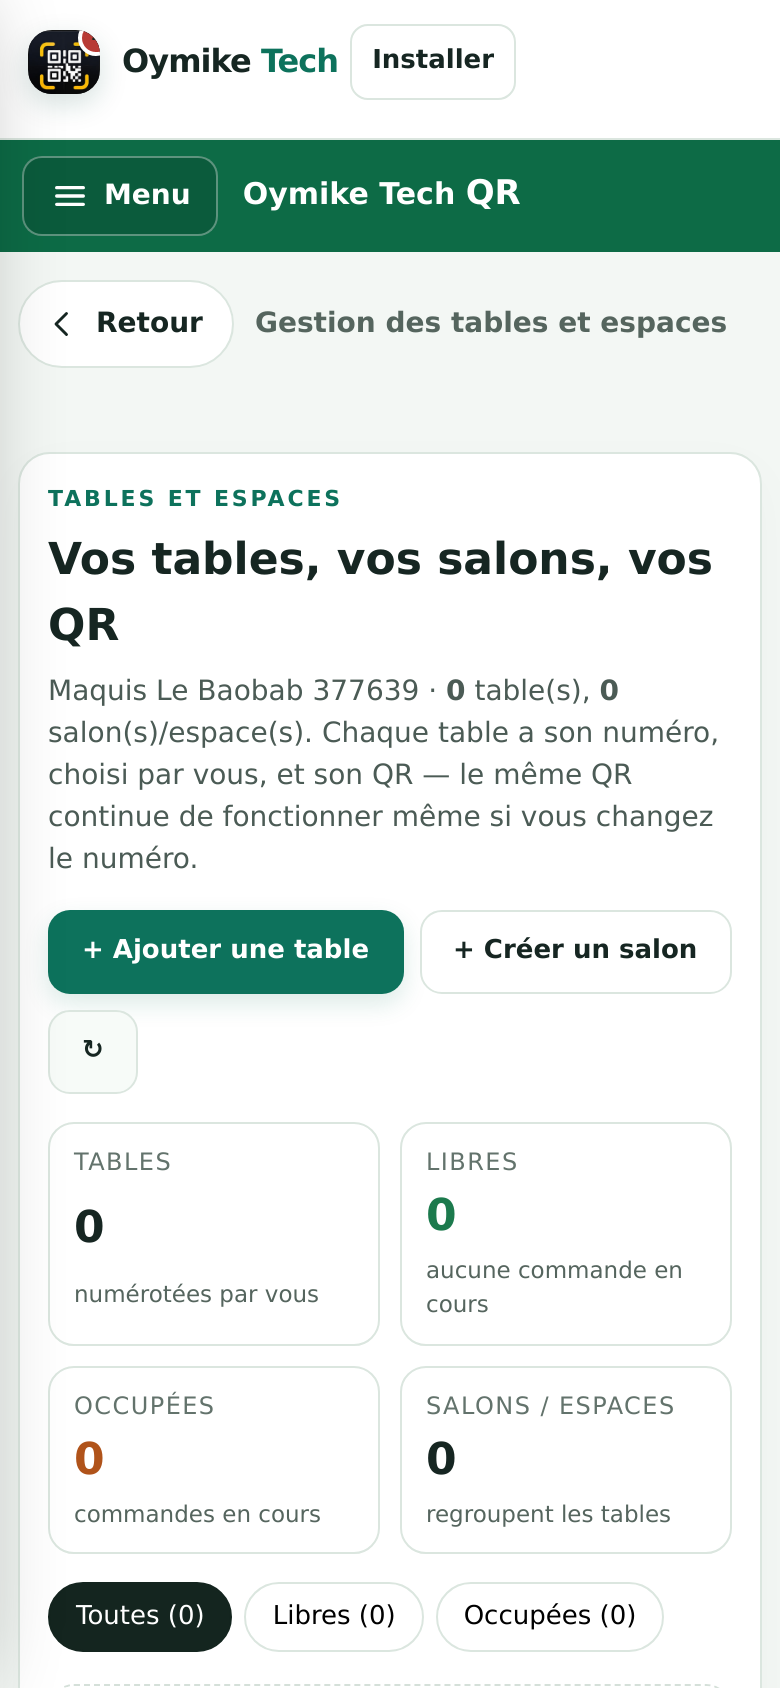 Oymike Tech
Installer
Menu
Oymike Tech QR
Retour
Gestion des tables et espaces
TABLES ET ESPACES
Vos tables, vos salons, vos
QR
Maquis Le Baobab 377639 · 0 table(s), 0
salon(s)/espace(s). Chaque table a son numéro,
choisi par vous, et son QR — le même QR
continue de fonctionner même si vous changez
le numéro.
+ Ajouter une table
+ Créer un salon
↻
TABLES
0
numérotées par vous
LIBRES
0
aucune commande en
cours
OCCUPÉES
0
commandes en cours
SALONS / ESPACES
0
regroupent les tables
Toutes (0)
Libres (0)
Occupées (0)